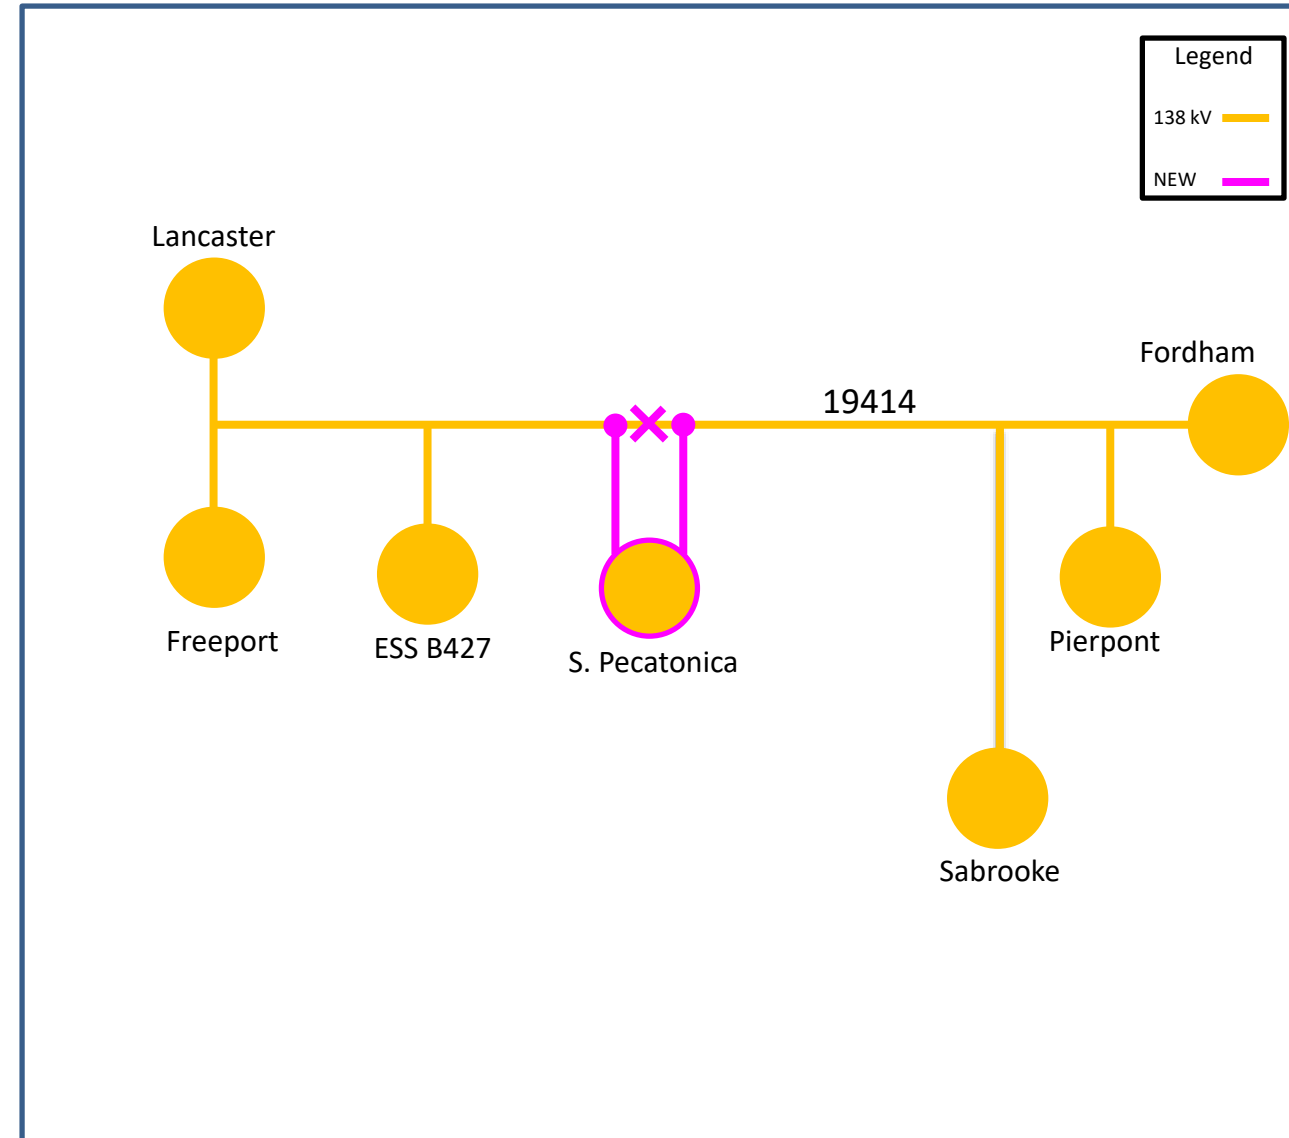 Legend
138 kV
NEW
Lancaster
Fordham
19414
Freeport
ESS B427
S. Pecatonica
Pierpont
Sabrooke